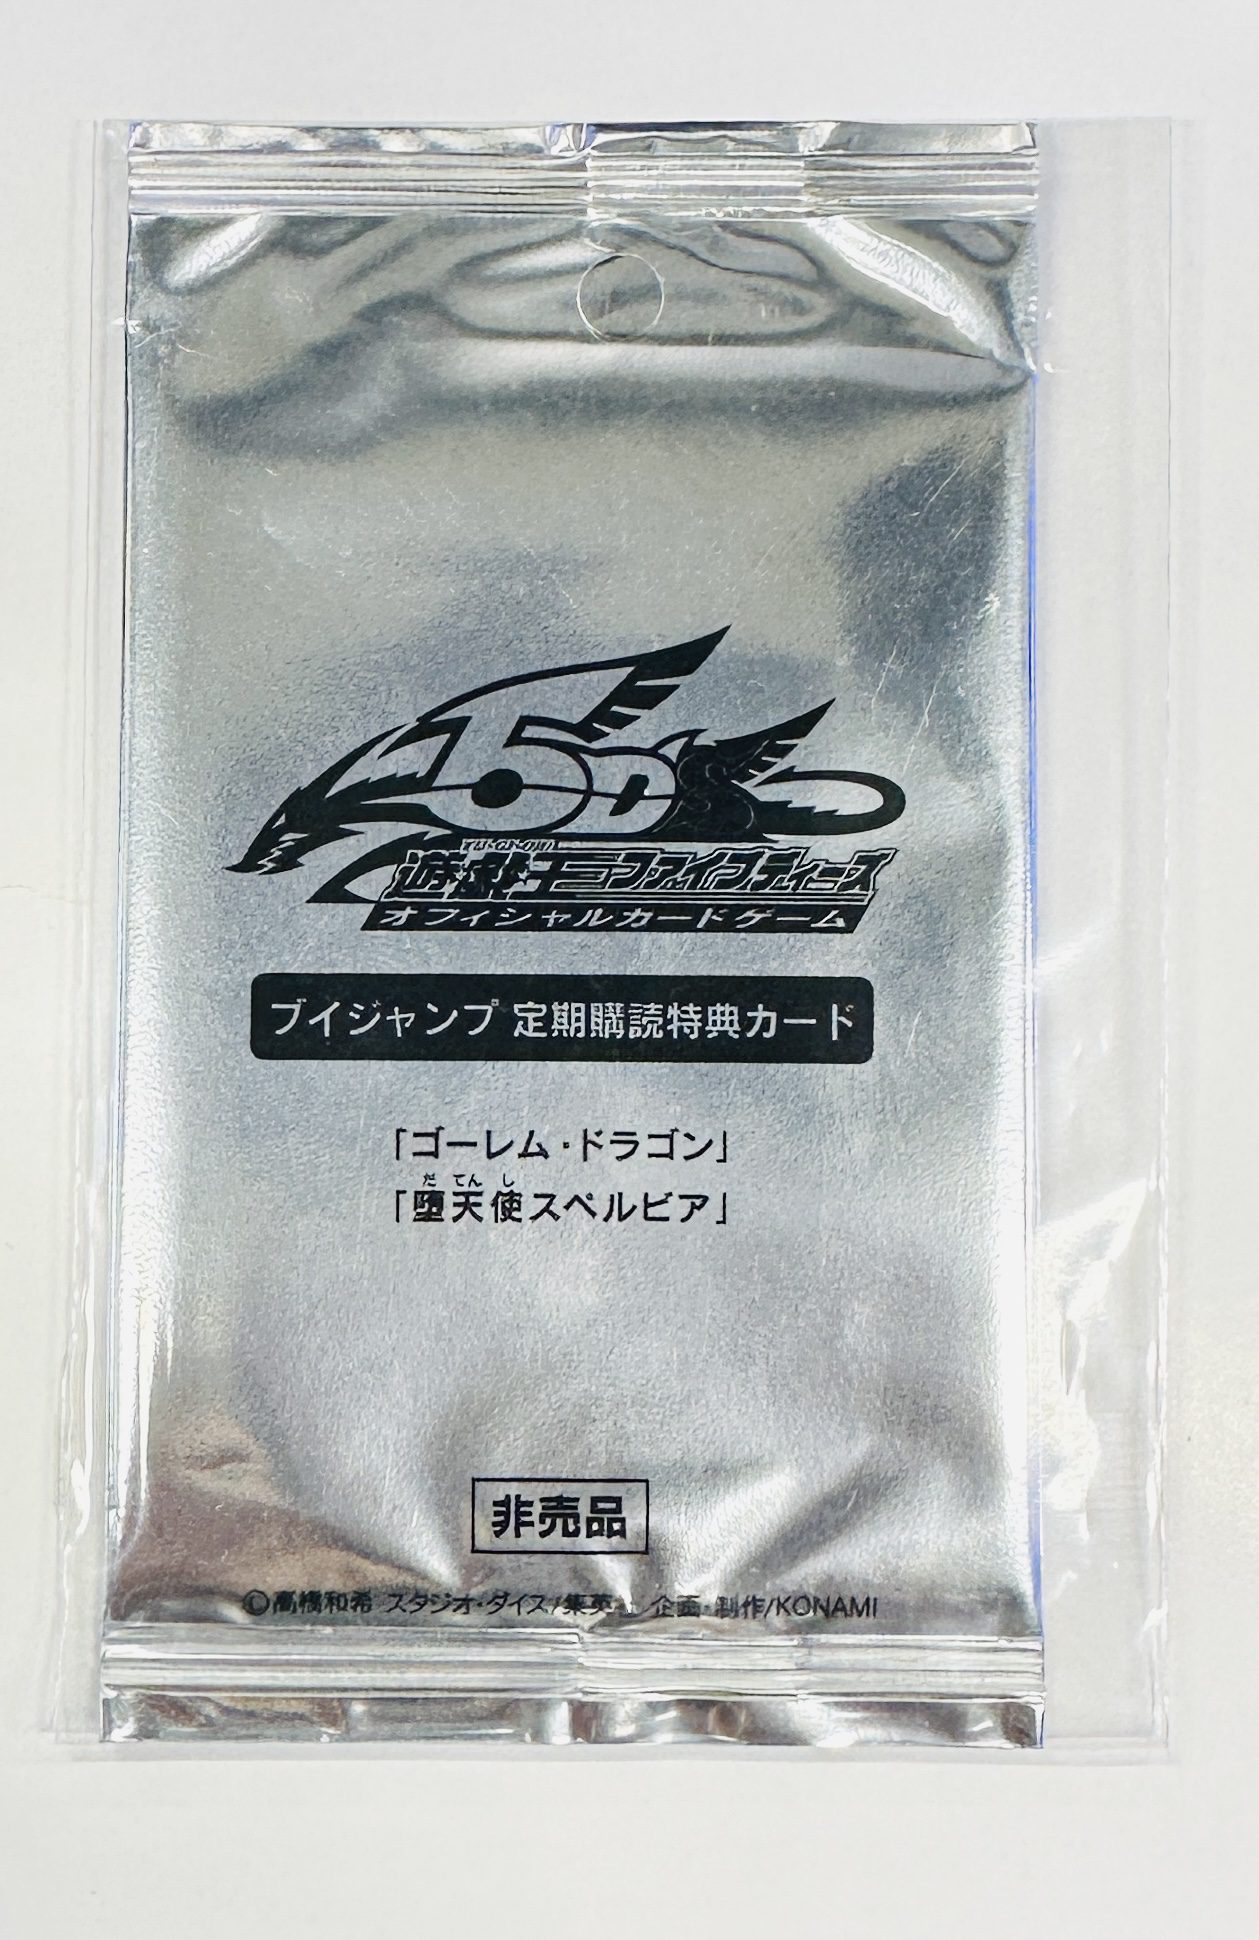 5D's
遊戯王ファイブディーズ
オフィシャルカードゲーム
ブイジャンプ 定期購読特典カード
「ゴーレム・ドラゴン」
だ てん し
「堕天使スペルビア」
非売品
©高橋和希 スタジオ・ダイス/集英 企画・制作/KONAMI